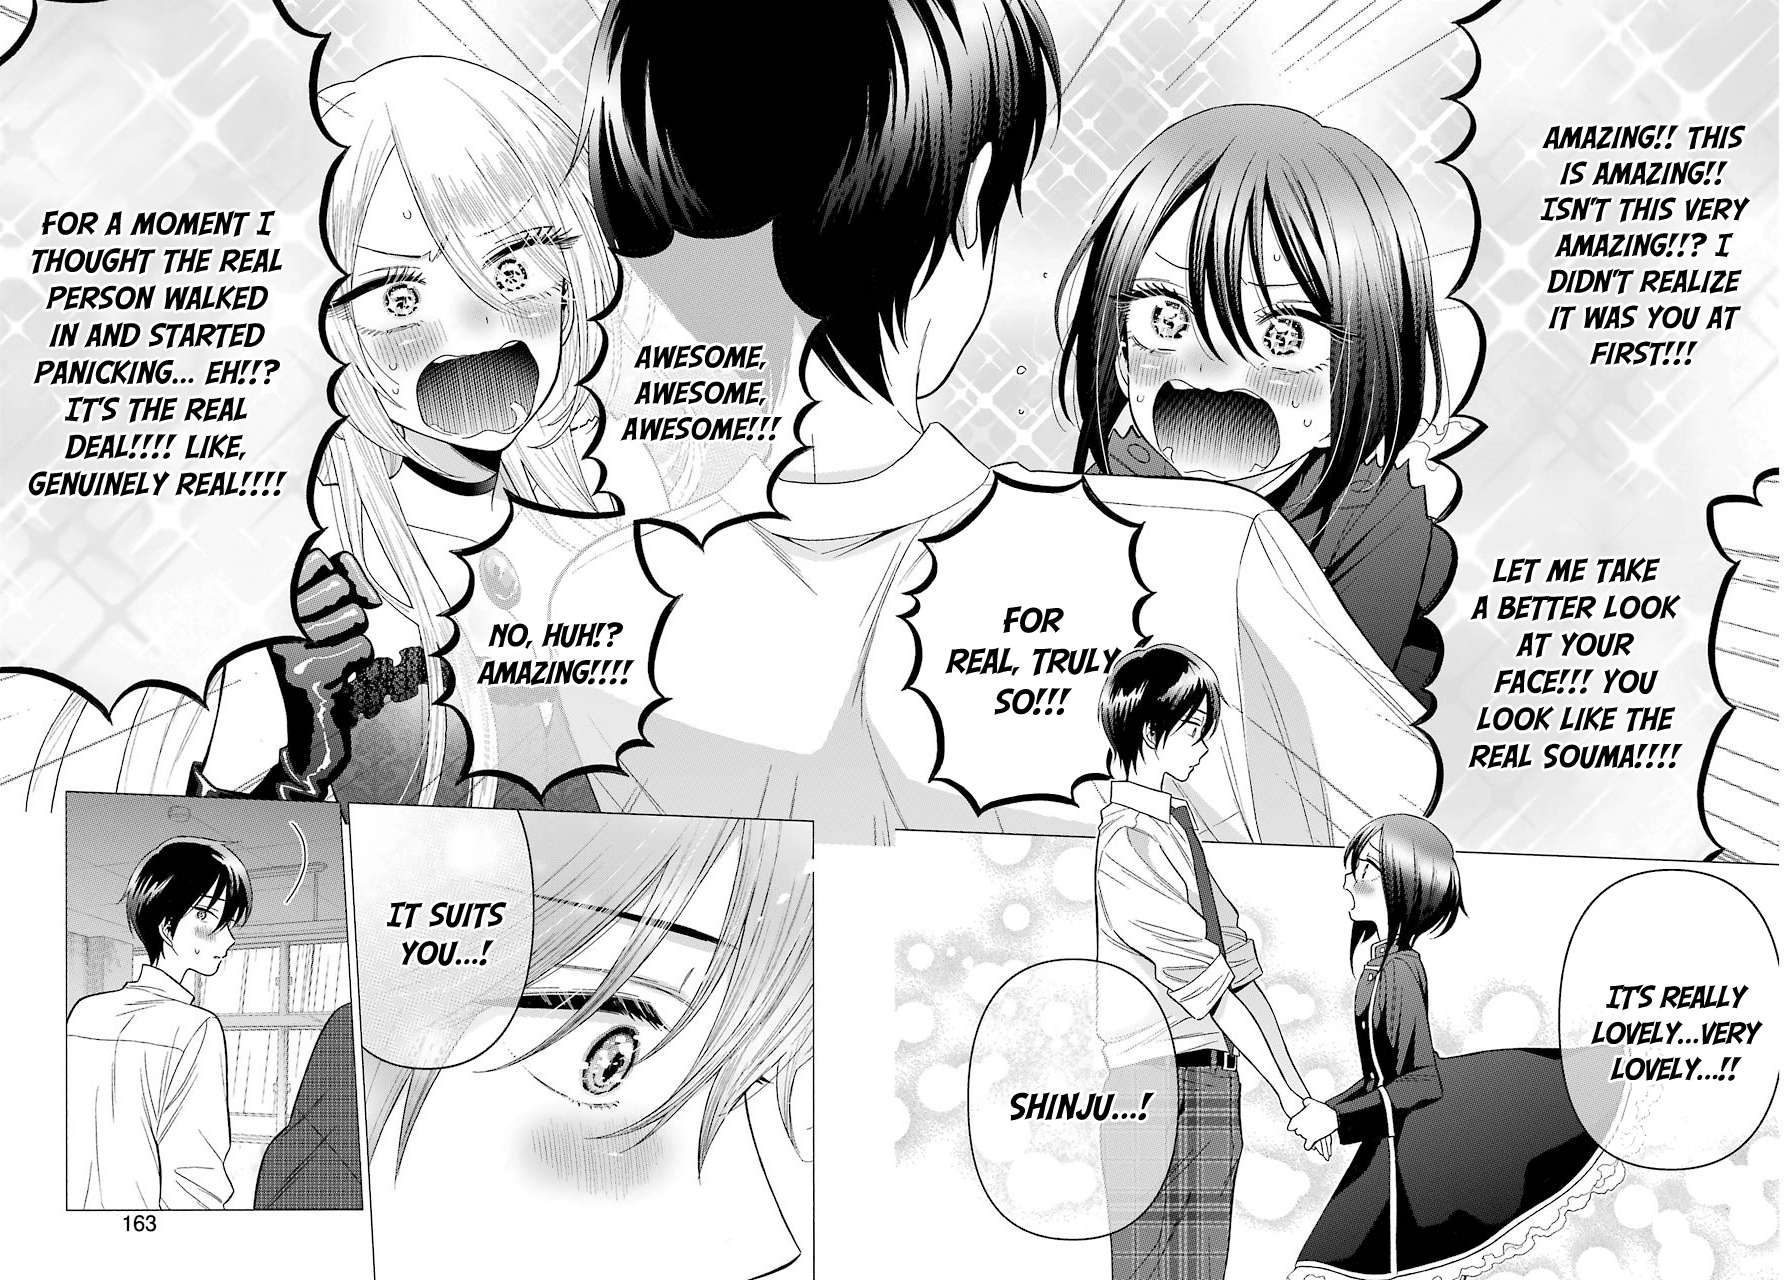 AMAZING!! THIS
IS AMAZING!!
ISN'T THIS VERY
AMAZING!!? I
DIDN'T REALIZE
IT WAS YOU AT
FIRST!!!
LET ME TAKE
A BETTER LOOK
AT YOUR
FACE!!! YOU
LOOK LIKE THE
REAL SOUMA!!!!
FOR
REAL, TRULY
SO!!!
AWESOME,
AWESOME,
AWESOME!!!
NO, HUH!?
AMAZING!!!!
FOR A MOMENT I
THOUGHT THE REAL
PERSON WALKED
IN AND STARTED
PANICKING... EH!!?
IT'S THE REAL
DEAL!!!! LIKE,
GENUINELY REAL!!!!
IT'S REALLY
LOVELY...VERY
LOVELY...!!
SHINJU...!
IT SUITS
YOU...!
163